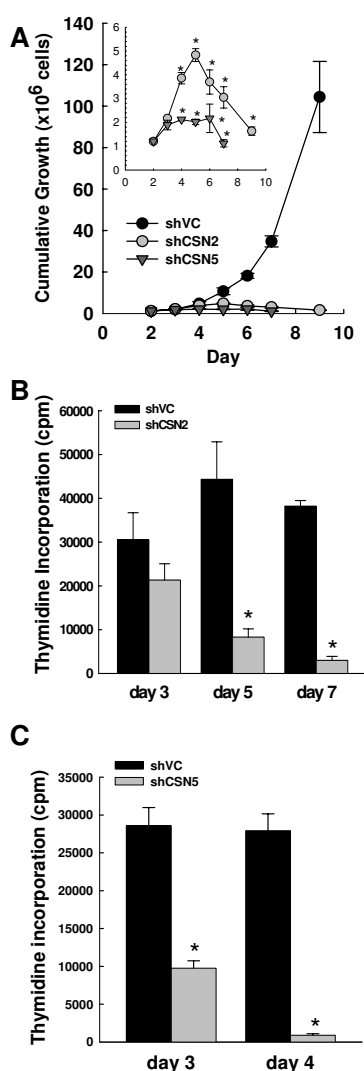 A
Cumulative Growth (x10⁶ cells)
140
120
100
80
60
40
20
0
6
5
4
3
2
1
0
0 2 4 6 8 10
* * * * * *
* * * *
shVC
shCSN2
shCSN5
0 2 4 6 8 10
Day
B
Thymidine Incorporation (cpm)
60000
50000
40000
30000
20000
10000
0
shVC
shCSN2
*
*
day 3 day 5 day 7
C
Thymidine incorporation (cpm)
35000
30000
25000
20000
15000
10000
5000
0
shVC
shCSN5
*
*
day 3 day 4